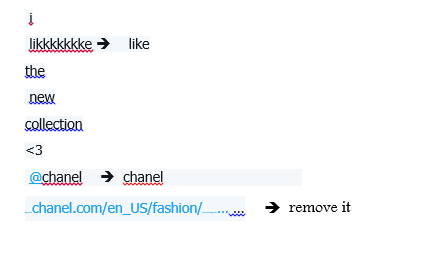 i
likkkkkkke ➔ like
the
new
collection
<3
@chanel ➔ chanel
chanel.com/en_US/fashion/...... ... ➔ remove it